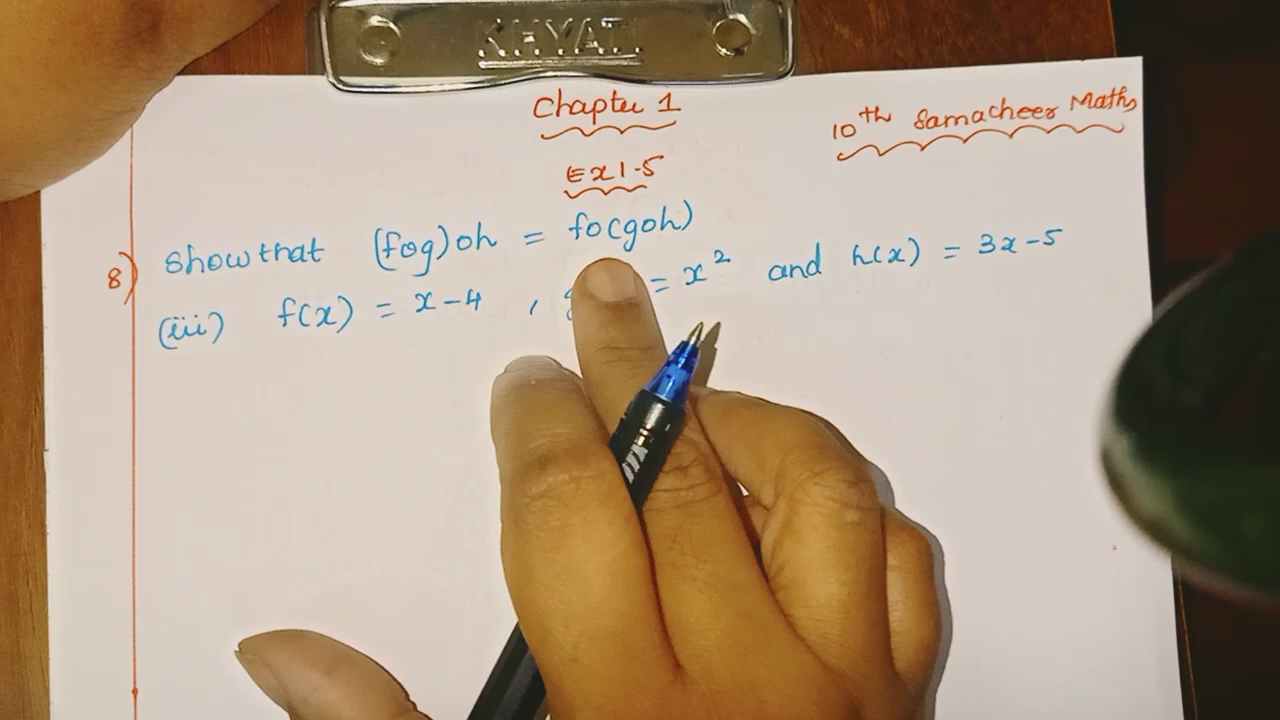 KHYATI
Chapter 1
10th Samacheer Maths
Ex 1.5
8) Show that (fog)oh = fo(goh)
(iii) f(x) = x-4 , = x² and h(x) = 3x-5